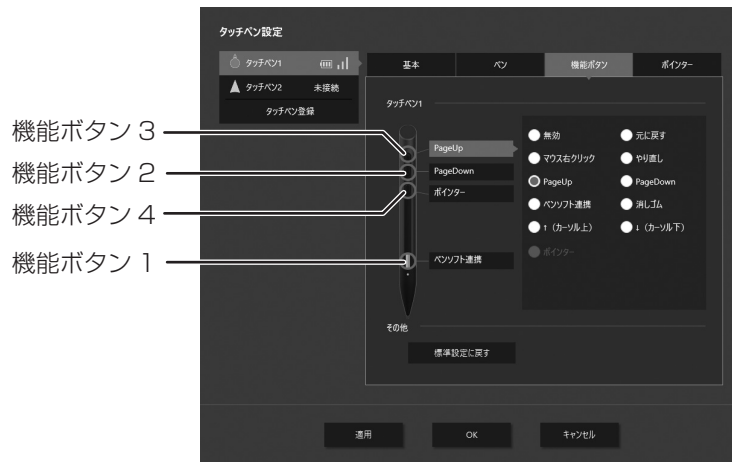 タッチペン設定
タッチペン1
タッチペン2 未接続
タッチペン登録
基本 ペン 機能ボタン ポインター
タッチペン1
機能ボタン 3
機能ボタン 2
機能ボタン 4
機能ボタン 1
PageUp
PageDown
ポインター
ペンソフト連携
無効 元に戻す
マウス右クリック やり直し
PageUp PageDown
ペンソフト連携 消しゴム
↑（カーソル上） ↓（カーソル下）
ポインター
その他
標準設定に戻す
適用 OK キャンセル